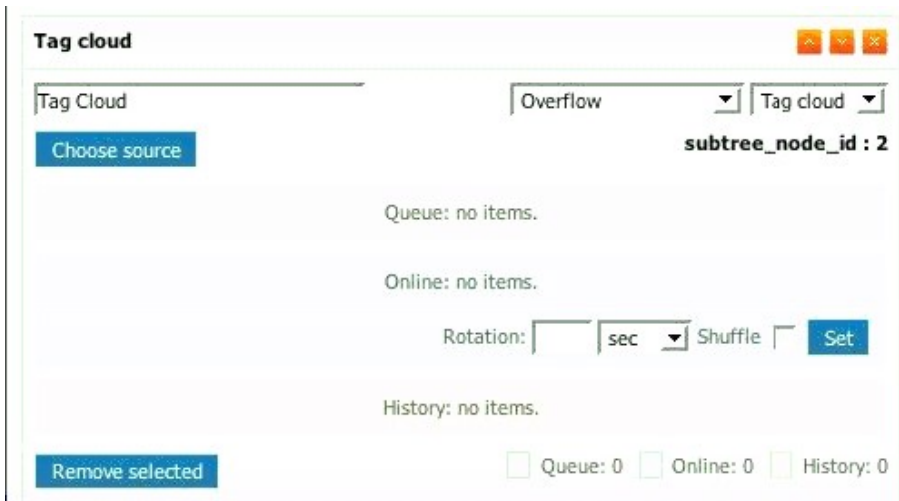 Tag cloud
Tag Cloud Overflow Tag cloud
Choose source subtree_node_id : 2
Queue: no items.
Online: no items.
Rotation: sec Shuffle Set
History: no items.
Remove selected Queue: 0 Online: 0 History: 0